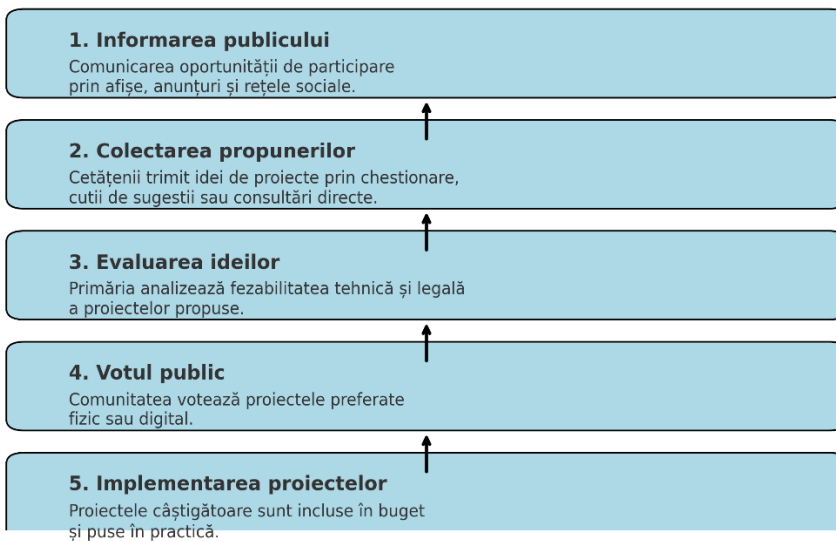 1. Informarea publicului
Comunicarea oportunității de participare
prin afișe, anunțuri și rețele sociale.
2. Colectarea propunerilor
Cetățenii trimit idei de proiecte prin chestionare,
cutii de sugestii sau consultări directe.
3. Evaluarea ideilor
Primăria analizează fezabilitatea tehnică și legală
a proiectelor propuse.
4. Votul public
Comunitatea votează proiectele preferate
fizic sau digital.
5. Implementarea proiectelor
Proiectele câștigătoare sunt incluse în buget
și puse în practică.